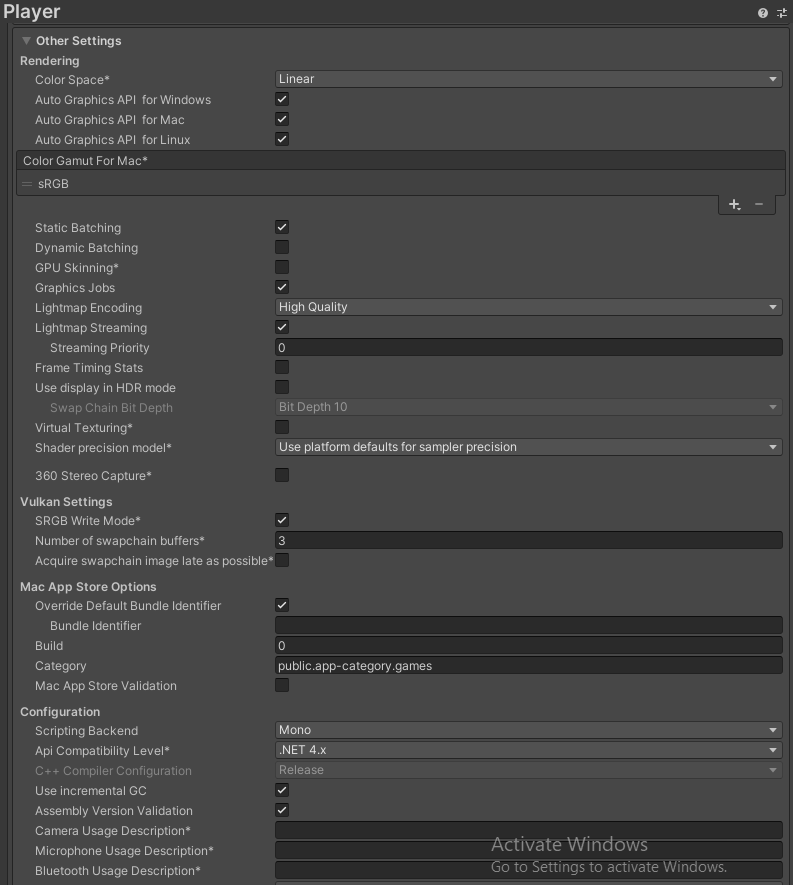 Player
Other Settings
Rendering
Color Space* Linear
Auto Graphics API for Windows
Auto Graphics API for Mac
Auto Graphics API for Linux
Color Gamut For Mac*
sRGB
Static Batching
Dynamic Batching
GPU Skinning*
Graphics Jobs
Lightmap Encoding High Quality
Lightmap Streaming
Streaming Priority 0
Frame Timing Stats
Use display in HDR mode
Swap Chain Bit Depth Bit Depth 10
Virtual Texturing*
Shader precision model* Use platform defaults for sampler precision
360 Stereo Capture*
Vulkan Settings
SRGB Write Mode*
Number of swapchain buffers* 3
Acquire swapchain image late as possible*
Mac App Store Options
Override Default Bundle Identifier
Bundle Identifier
Build 0
Category public.app-category.games
Mac App Store Validation
Configuration
Scripting Backend Mono
Api Compatibility Level* .NET 4.x
C++ Compiler Configuration Release
Use incremental GC
Assembly Version Validation
Camera Usage Description*
Microphone Usage Description*
Bluetooth Usage Description*
Activate Windows
Go to Settings to activate Windows.